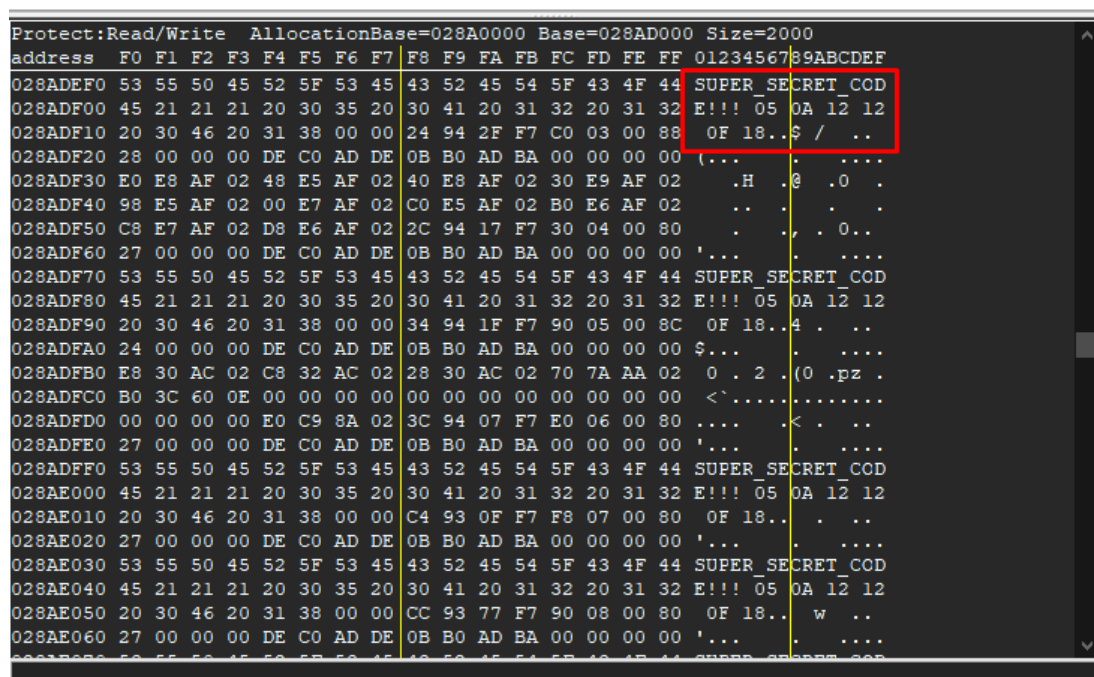 Protect:Read/Write AllocationBase=028A0000 Base=028AD000 Size=2000
address F0 F1 F2 F3 F4 F5 F6 F7 F8 F9 FA FB FC FD FE FF 0123456789ABCDEF
028ADEF0 53 55 50 45 52 5F 53 45 43 52 45 54 5F 43 4F 44 SUPER_SECRET_COD
028ADF00 45 21 21 21 20 30 35 20 30 41 20 31 32 20 31 32 E!!! 05 0A 12 12
028ADF10 20 30 46 20 31 38 00 00 24 94 2F F7 C0 03 00 88 0F 18..$ / ..
028ADF20 28 00 00 00 DE C0 AD DE 0B B0 AD BA 00 00 00 00 (... . ....
028ADF30 E0 E8 AF 02 48 E5 AF 02 40 E8 AF 02 30 E9 AF 02 .H .@ .0 .
028ADF40 98 E5 AF 02 00 E7 AF 02 C0 E5 AF 02 B0 E6 AF 02 .. . . .
028ADF50 C8 E7 AF 02 D8 E6 AF 02 2C 94 17 F7 30 04 00 80 . ., . 0..
028ADF60 27 00 00 00 DE C0 AD DE 0B B0 AD BA 00 00 00 00 '... . ....
028ADF70 53 55 50 45 52 5F 53 45 43 52 45 54 5F 43 4F 44 SUPER_SECRET_COD
028ADF80 45 21 21 21 20 30 35 20 30 41 20 31 32 20 31 32 E!!! 05 0A 12 12
028ADF90 20 30 46 20 31 38 00 00 34 94 1F F7 90 05 00 8C 0F 18..4 . ..
028ADFA0 24 00 00 00 DE C0 AD DE 0B B0 AD BA 00 00 00 00 $... . ....
028ADFB0 E8 30 AC 02 C8 32 AC 02 28 30 AC 02 70 7A AA 02 0 . 2 .(0 .pz .
028ADFC0 B0 3C 60 0E 00 00 00 00 00 00 00 00 00 00 00 00 <`.............
028ADFD0 00 00 00 00 E0 C9 8A 02 3C 94 07 F7 E0 06 00 80 .... .< . ..
028ADFE0 27 00 00 00 DE C0 AD DE 0B B0 AD BA 00 00 00 00 '... . ....
028ADFF0 53 55 50 45 52 5F 53 45 43 52 45 54 5F 43 4F 44 SUPER_SECRET_COD
028AE000 45 21 21 21 20 30 35 20 30 41 20 31 32 20 31 32 E!!! 05 0A 12 12
028AE010 20 30 46 20 31 38 00 00 C4 93 0F F7 F8 07 00 80 0F 18.. . ..
028AE020 27 00 00 00 DE C0 AD DE 0B B0 AD BA 00 00 00 00 '... . ....
028AE030 53 55 50 45 52 5F 53 45 43 52 45 54 5F 43 4F 44 SUPER_SECRET_COD
028AE040 45 21 21 21 20 30 35 20 30 41 20 31 32 20 31 32 E!!! 05 0A 12 12
028AE050 20 30 46 20 31 38 00 00 CC 93 77 F7 90 08 00 80 0F 18.. w ..
028AE060 27 00 00 00 DE C0 AD DE 0B B0 AD BA 00 00 00 00 '... . ....